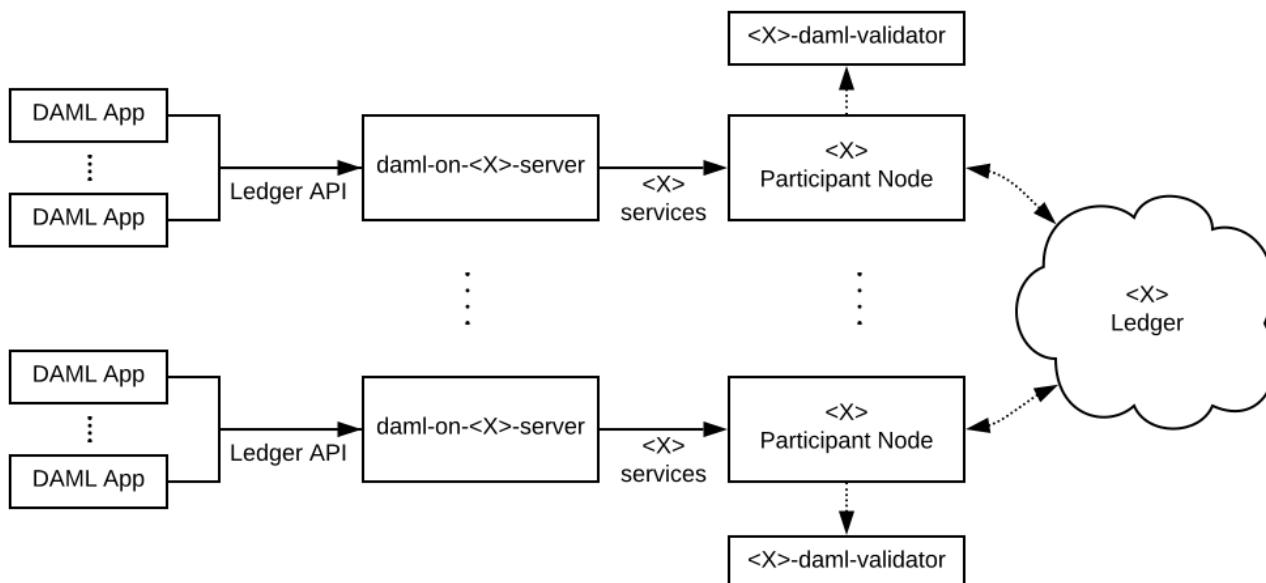 <X>-daml-validator
DAML App
DAML App
Ledger API
daml-on-<X>-server
<X>
services
<X>
Participant Node
<X>
Ledger
DAML App
DAML App
Ledger API
daml-on-<X>-server
<X>
services
<X>
Participant Node
<X>-daml-validator